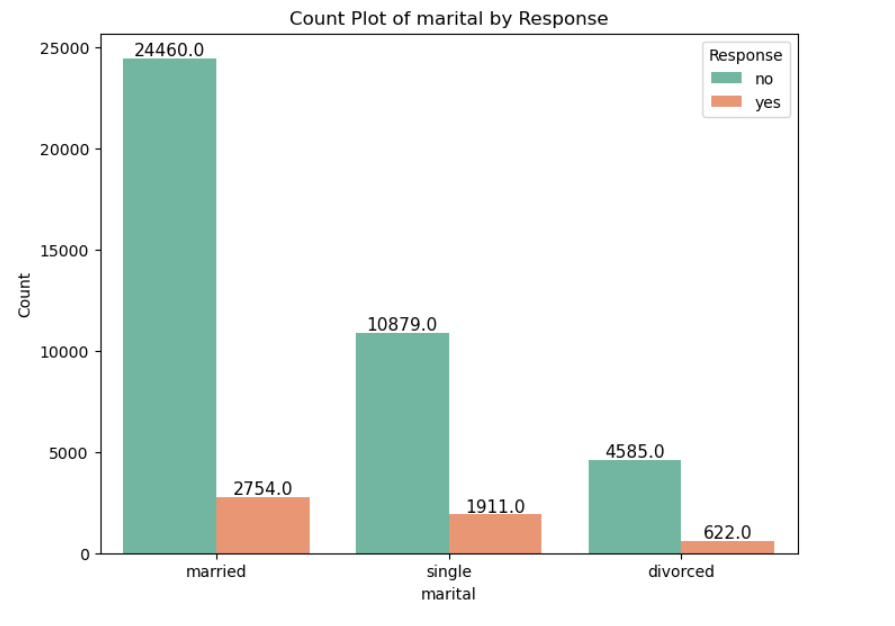 Count Plot of marital by Response
25000
20000
15000
10000
5000
0
Count
24460.0
2754.0
10879.0
1911.0
4585.0
622.0
Response
no
yes
married
single
divorced
marital